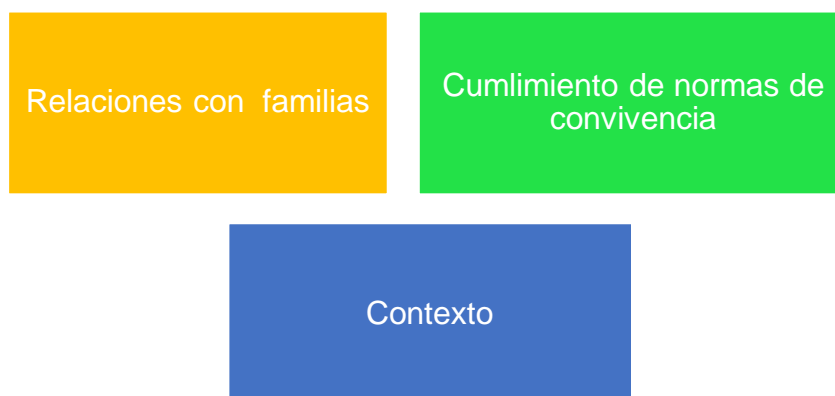 Relaciones con familias
Cumlimiento de normas de
convivencia
Contexto